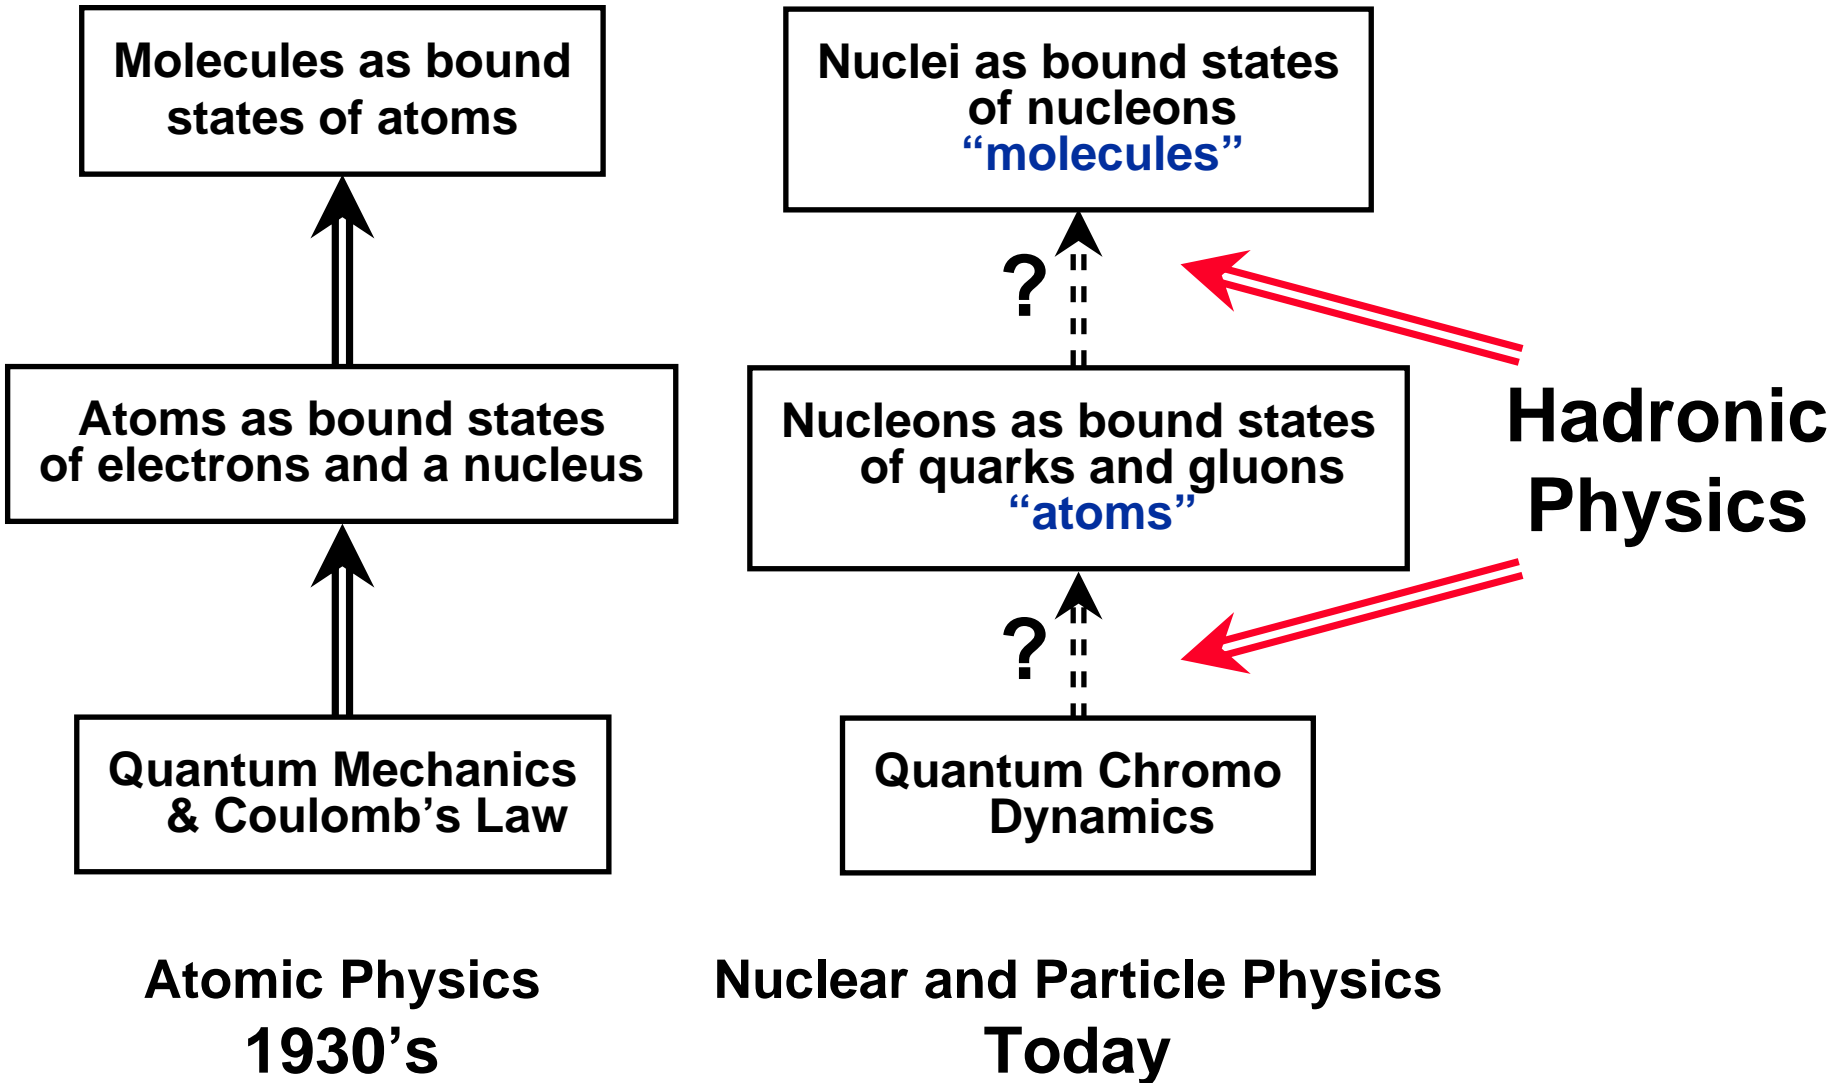 Molecules as bound
states of atoms
Atoms as bound states
of electrons and a nucleus
Quantum Mechanics
& Coulomb’s Law
Atomic Physics
1930’s
Nuclei as bound states
of nucleons
“molecules”
?
Nucleons as bound states
of quarks and gluons
“atoms”
?
Quantum Chromo
Dynamics
Nuclear and Particle Physics
Today
Hadronic
Physics